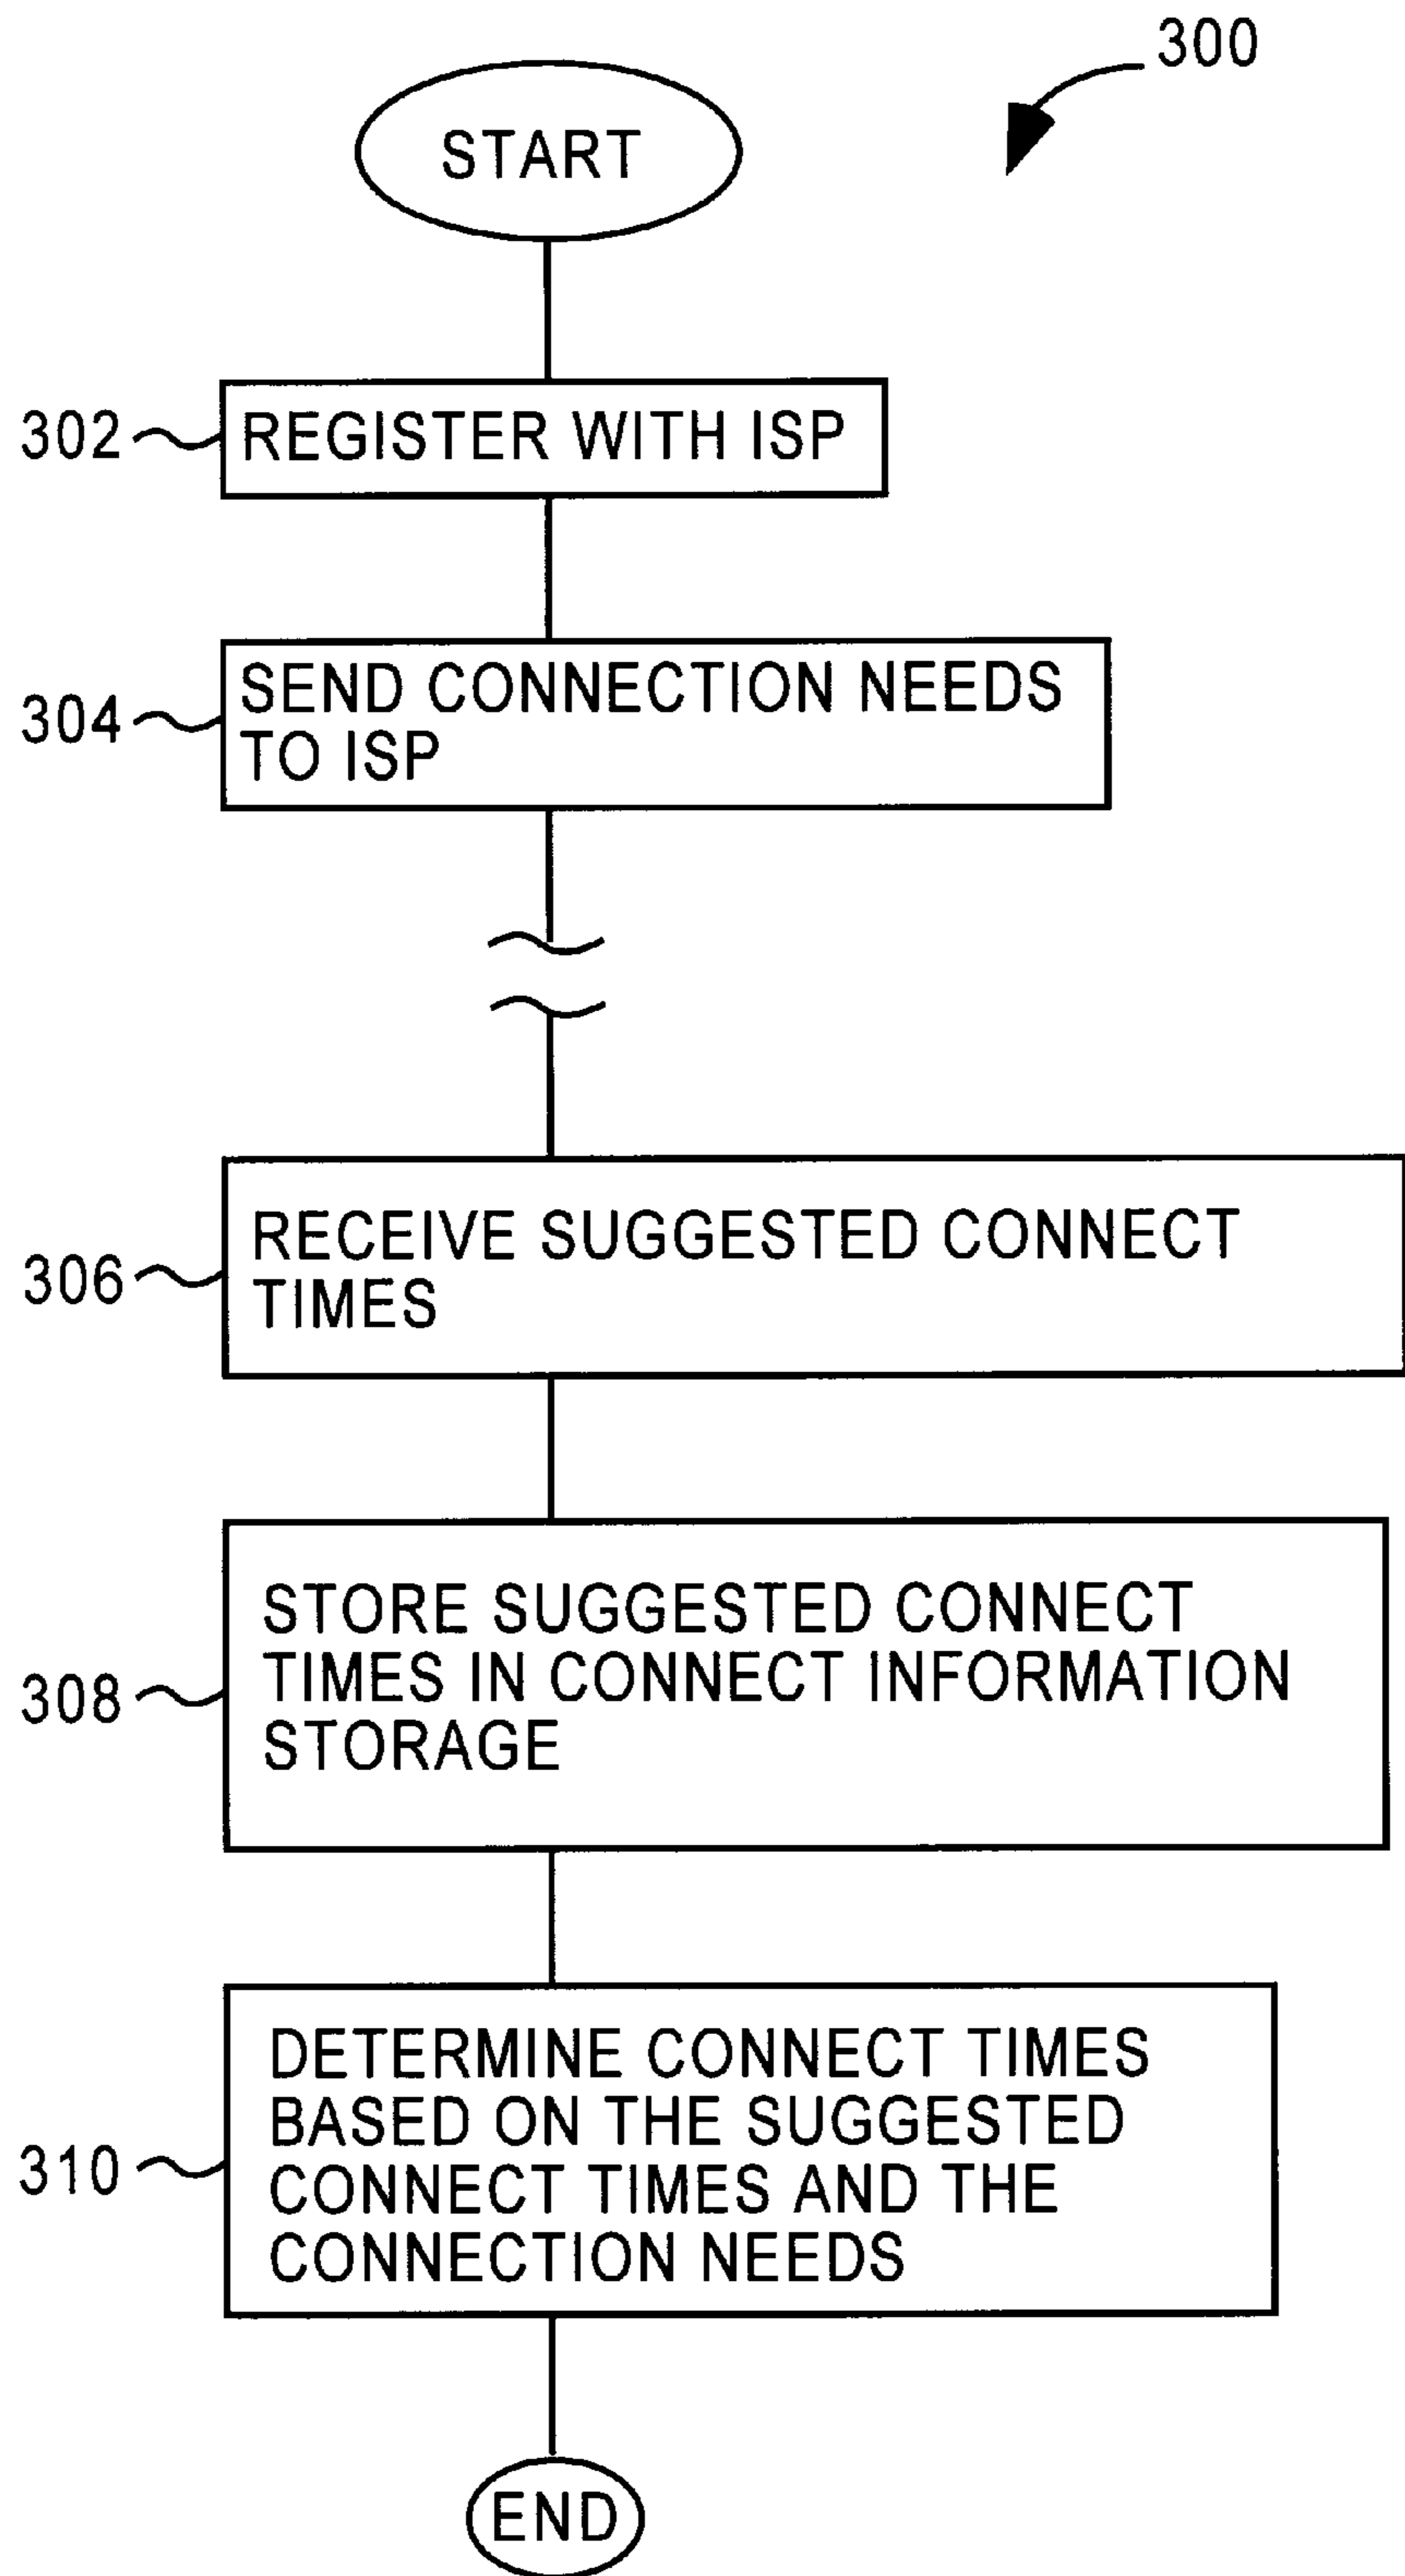 300
START
302
REGISTER WITH ISP
304
SEND CONNECTION NEEDS
TO ISP
306
RECEIVE SUGGESTED CONNECT
TIMES
308
STORE SUGGESTED CONNECT
TIMES IN CONNECT INFORMATION
STORAGE
310
DETERMINE CONNECT TIMES
BASED ON THE SUGGESTED
CONNECT TIMES AND THE
CONNECTION NEEDS
END